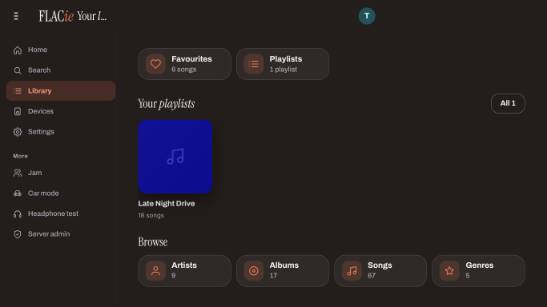 FLACie Your l...
T
Home
Search
Library
Devices
Settings
More
Jam
Car mode
Headphone test
Server admin
Favourites
6 songs
Playlists
1 playlist
Your playlists
All 1
Late Night Drive
18 songs
Browse
Artists
9
Albums
17
Songs
67
Genres
5